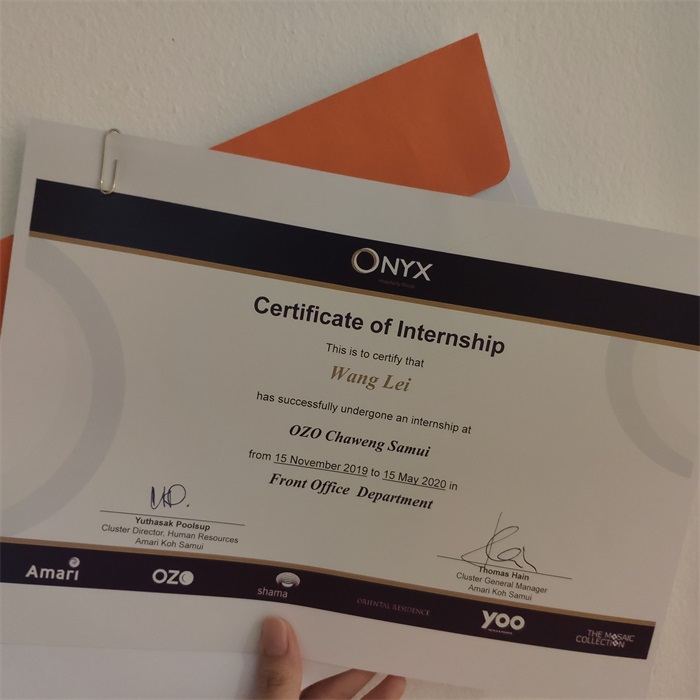 ONYX
Hospitality Group
Certificate of Internship
This is to certify that
Wang Lei
has successfully undergone an internship at
OZO Chaweng Samui
from 15 November 2019 to 15 May 2020 in
Front Office Department
Yuthasak Poolsup
Cluster Director, Human Resources
Amari Koh Samui
Thomas Hain
Cluster General Manager
Amari Koh Samui
Amari
OZO
shama
ORIENTAL RESIDENCE
YOO
THE MOSAIC
COLLECTION